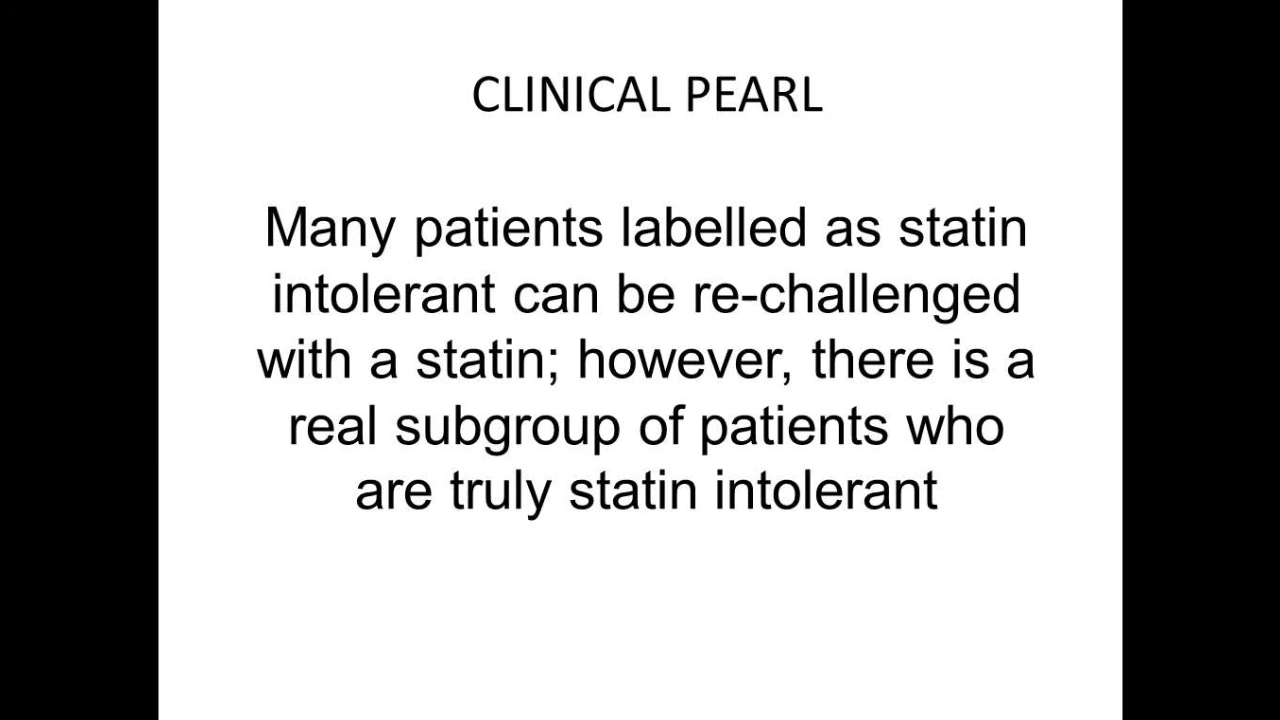 CLINICAL PEARL
Many patients labelled as statin
intolerant can be re-challenged
with a statin; however, there is a
real subgroup of patients who
are truly statin intolerant